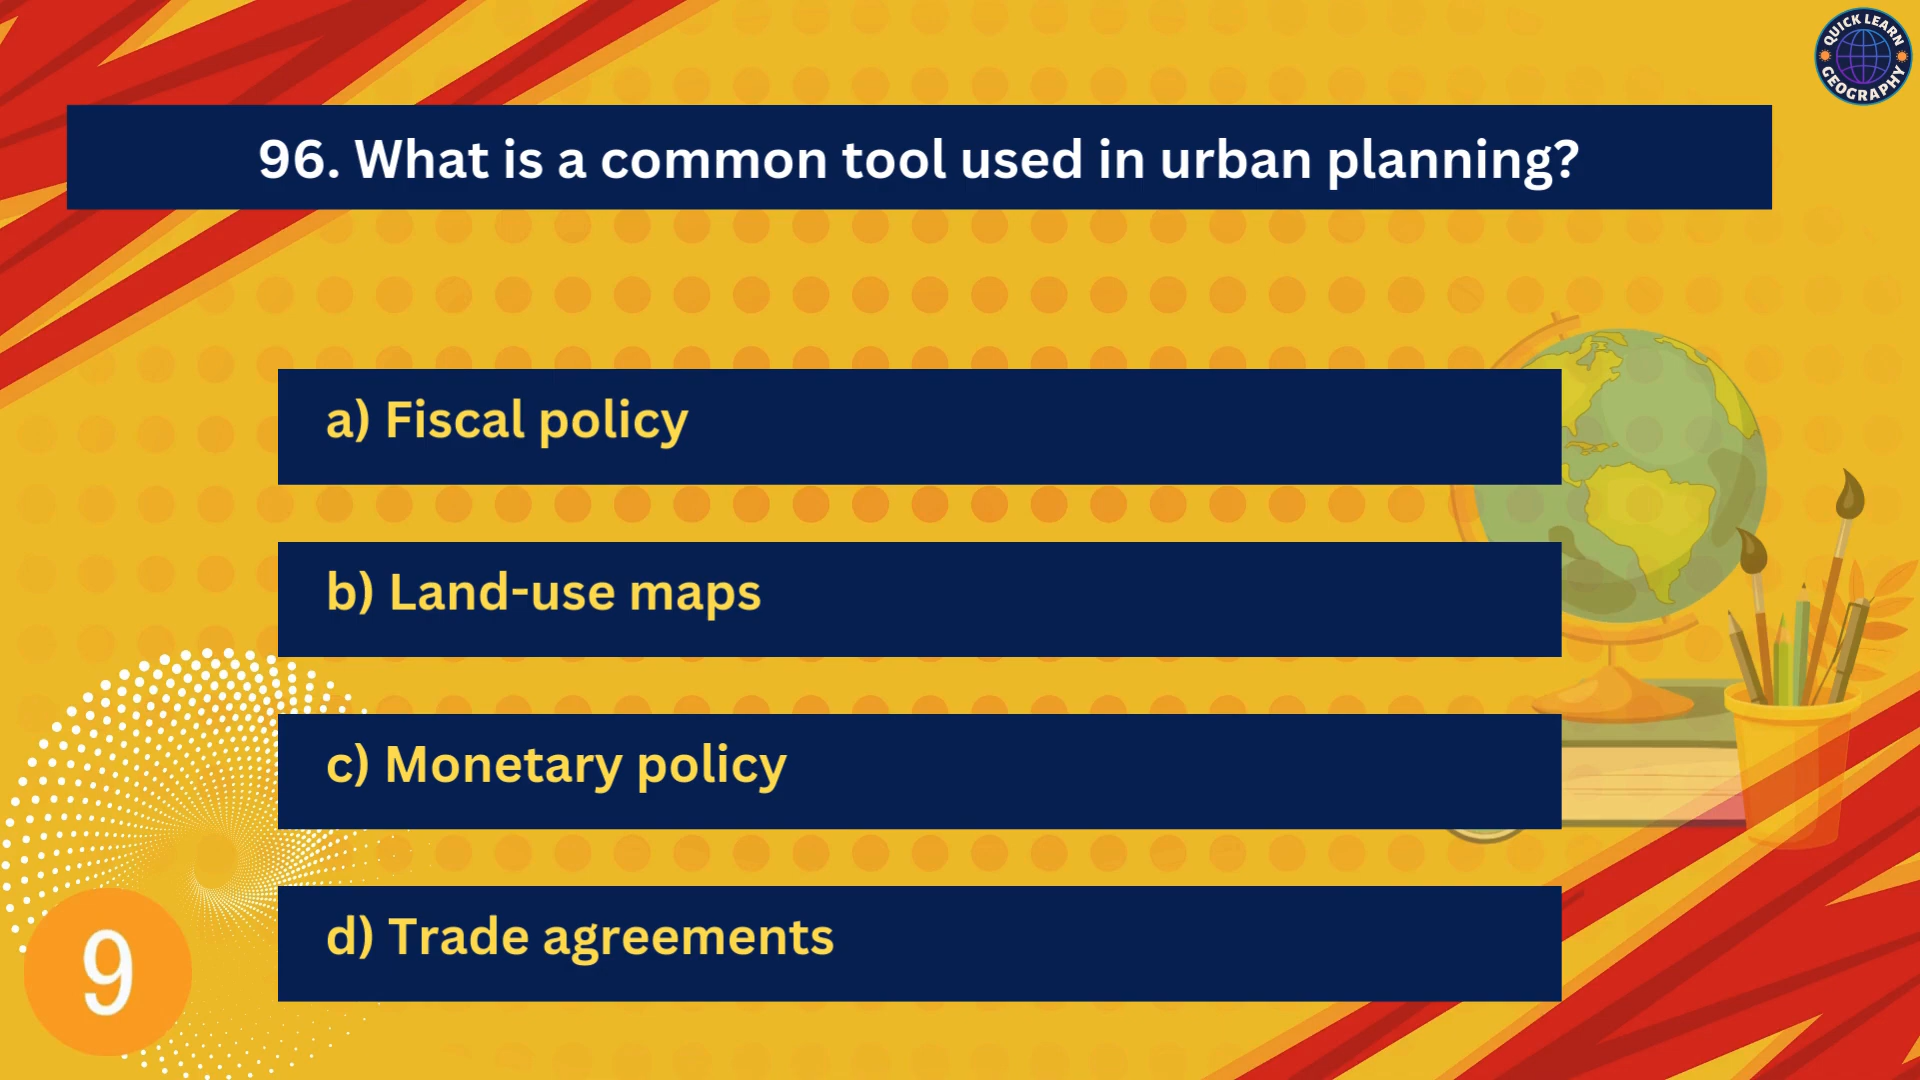 QUICK LEARN
GEOGRAPHY
96. What is a common tool used in urban planning?
a) Fiscal policy
b) Land-use maps
c) Monetary policy
d) Trade agreements
9